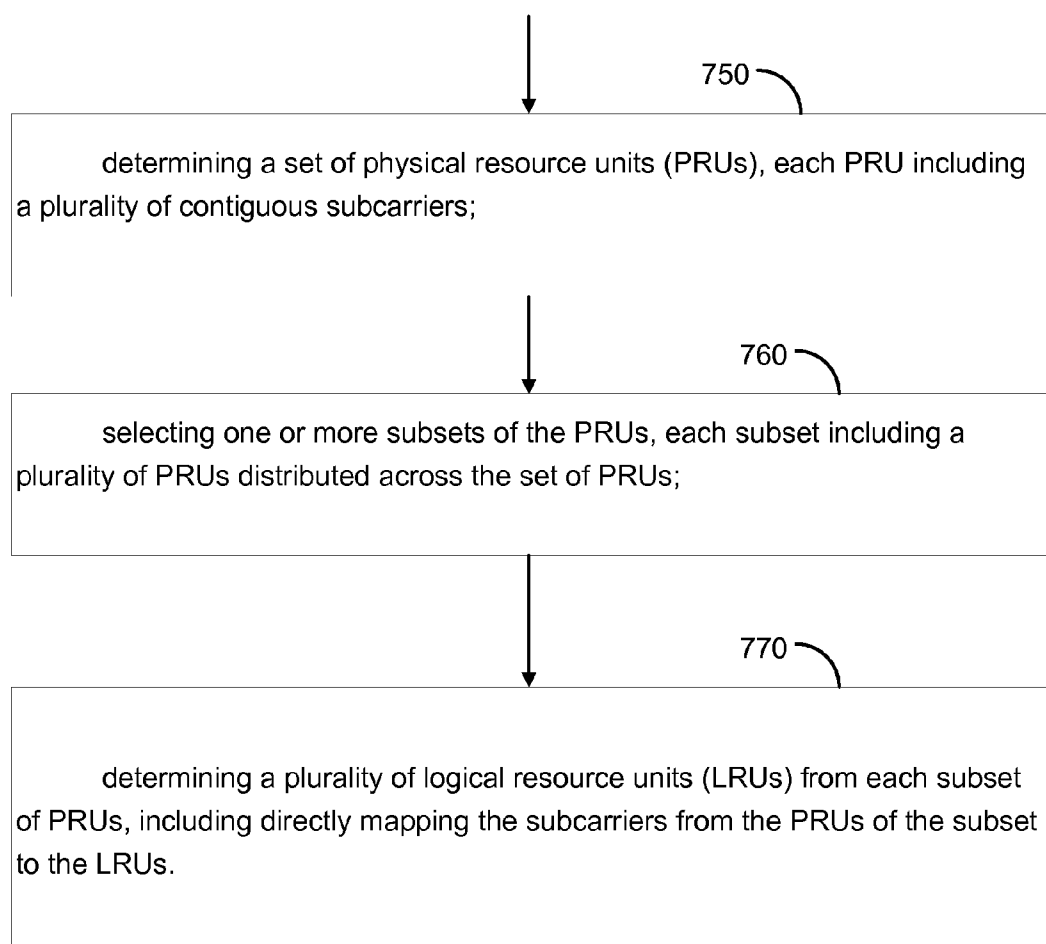 750
determining a set of physical resource units (PRUs), each PRU including
a plurality of contiguous subcarriers;
760
selecting one or more subsets of the PRUs, each subset including a
plurality of PRUs distributed across the set of PRUs;
770
determining a plurality of logical resource units (LRUs) from each subset
of PRUs, including directly mapping the subcarriers from the PRUs of the subset
to the LRUs.